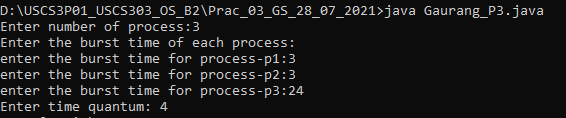 D:\USCS3P01_USCS303_OS_B2\Prac_03_GS_28_07_2021>java Gaurang_P3.java
Enter number of process:3
Enter the burst time of each process:
enter the burst time for process-p1:3
enter the burst time for process-p2:3
enter the burst time for process-p3:24
Enter time quantum: 4